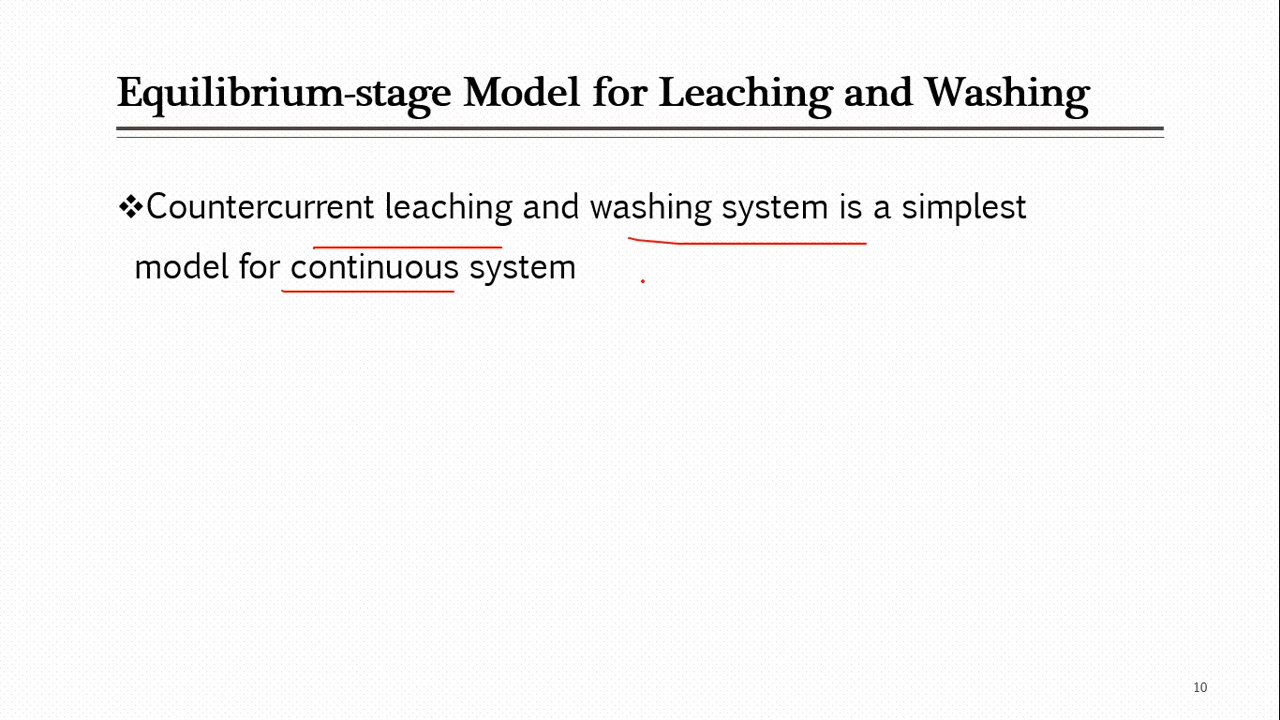 Equilibrium-stage Model for Leaching and Washing
❖Countercurrent leaching and washing system is a simplest
model for continuous system
10